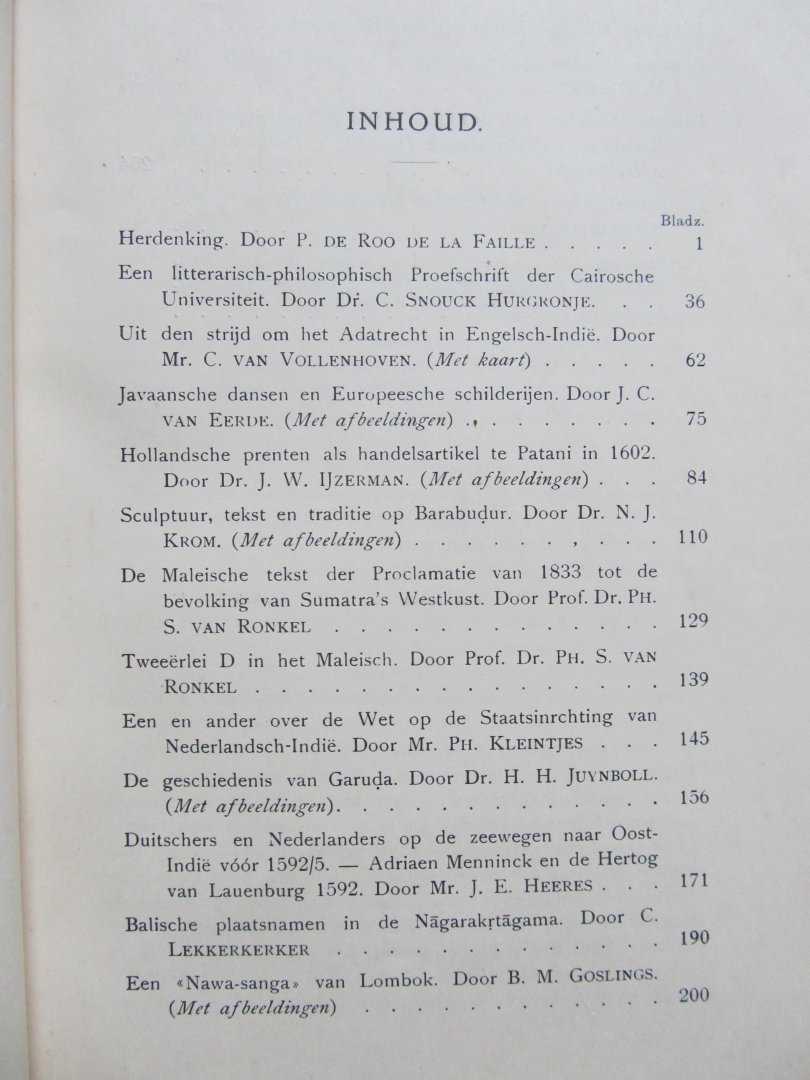 INHOUD.
Bladz.
Herdenking. Door P. DE ROO DE LA FAILLE . . . . . 1
Een litterarisch-philosophisch Proefschrift der Cairosche
Universiteit. Door Dr. C. SNOUCK HURGRONJE. . . 36
Uit den strijd om het Adatrecht in Engelsch-Indië. Door
Mr. C. VAN VOLLENHOVEN. (Met kaart) . . . . . 62
Javaansche dansen en Europeesche schilderijen. Door J. C.
VAN EERDE. (Met afbeeldingen) . . . . . . . . 75
Hollandsche prenten als handelsartikel te Patani in 1602.
Door Dr. J. W. IJZERMAN. (Met afbeeldingen) . . . 84
Sculptuur, tekst en traditie op Barabuḍur. Door Dr. N. J.
KROM. (Met afbeeldingen) . . . . . . , . . . . 110
De Maleische tekst der Proclamatie van 1833 tot de
bevolking van Sumatra's Westkust. Door Prof. Dr. PH.
S. VAN RONKEL . . . . . . . . . . . . . . 129
Tweeërlei D in het Maleisch. Door Prof. Dr. PH. S. VAN
RONKEL . . . . . . . . . . . . . . . . . 139
Een en ander over de Wet op de Staatsinrchting van
Nederlandsch-Indië. Door Mr. PH. KLEINTJES . . . 145
De geschiedenis van Garuḍa. Door Dr. H. H. JUYNBOLL.
(Met afbeeldingen). . . . . . . . . . . . . 156
Duitschers en Nederlanders op de zeewegen naar Oost-
Indië vóór 1592/5. — Adriaen Menninck en de Hertog
van Lauenburg 1592. Door Mr. J. E. HEERES . . . 171
Balische plaatsnamen in de Nāgarakṛtāgama. Door C.
LEKKERKERKER . . . . . . . . . . . . . . 190
Een «Nawa-sanga» van Lombok. Door B. M. GOSLINGS.
(Met afbeeldingen) . . . . . . . . . . . . 200